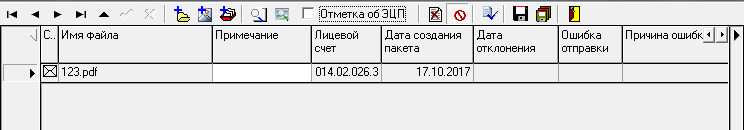 Отметка об ЭЦП
С.. Имя файла Примечание Лицевой счет Дата создания пакета Дата отклонения Ошибка отправки Причина ошибк
123.pdf 014.02.026.3 17.10.2017